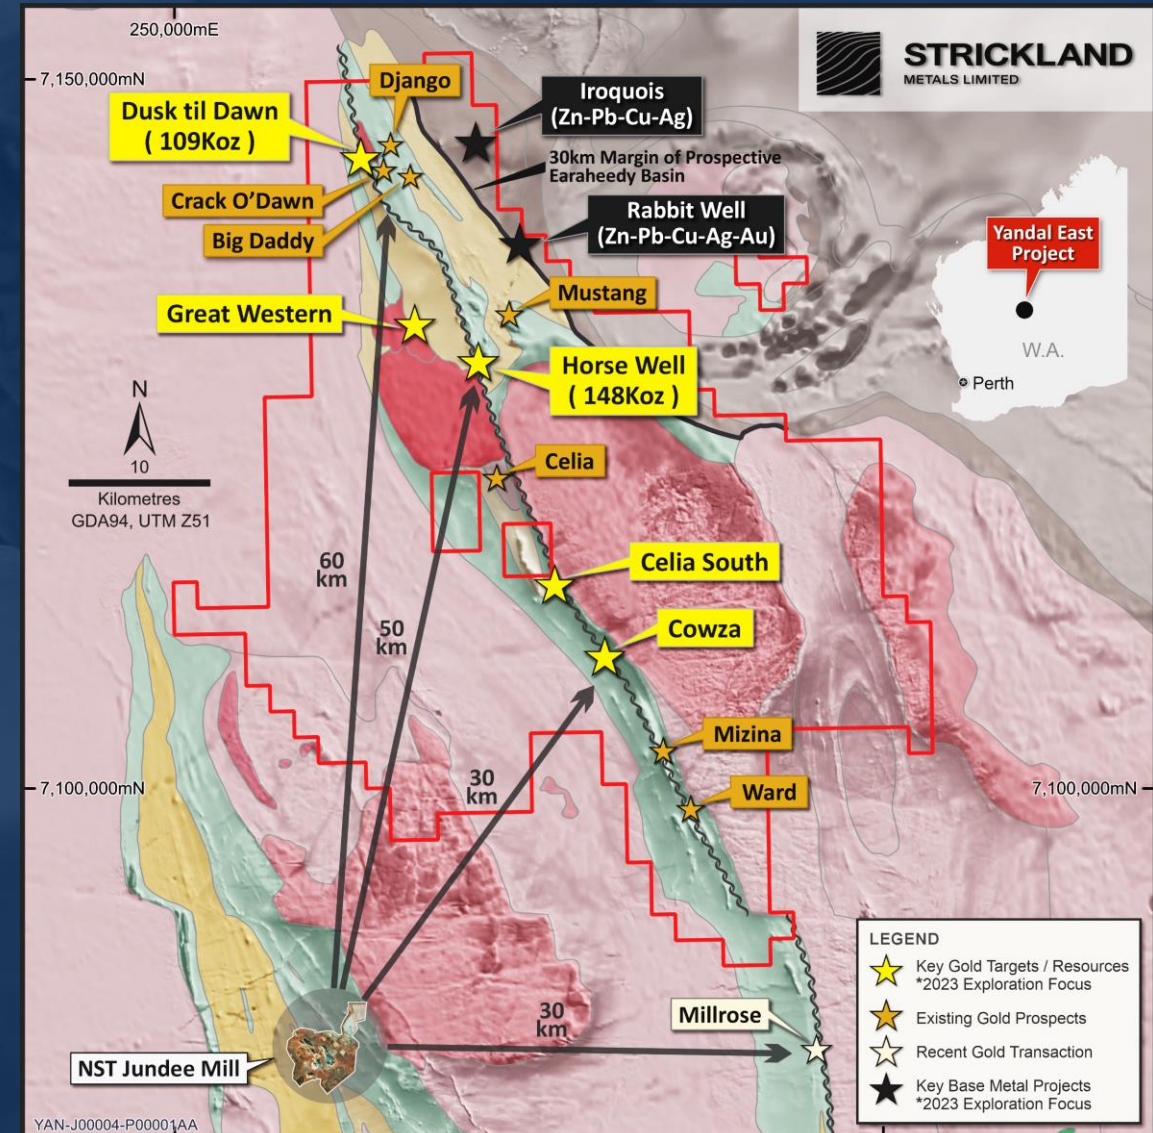 250,000mE
7,150,000mN
STRICKLAND
METALS LIMITED
Django
Dusk til Dawn
( 109Koz )
Iroquois
(Zn-Pb-Cu-Ag)
30km Margin of Prospective
Earaheedy Basin
Crack O'Dawn
Rabbit Well
(Zn-Pb-Cu-Ag-Au)
Big Daddy
Yandal East
Project
Mustang
Great Western
W.A.
Horse Well
( 148Koz )
Perth
N
10
Kilometres
GDA94, UTM Z51
Celia
60
km
Celia South
50
km
Cowza
Mizina
30
km
Ward
7,100,000mN
7,100,000mN
LEGEND
Key Gold Targets / Resources
*2023 Exploration Focus
Existing Gold Prospects
Recent Gold Transaction
Key Base Metal Projects
*2023 Exploration Focus
Millrose
30
km
NST Jundee Mill
YAN-J00004-P00001AA